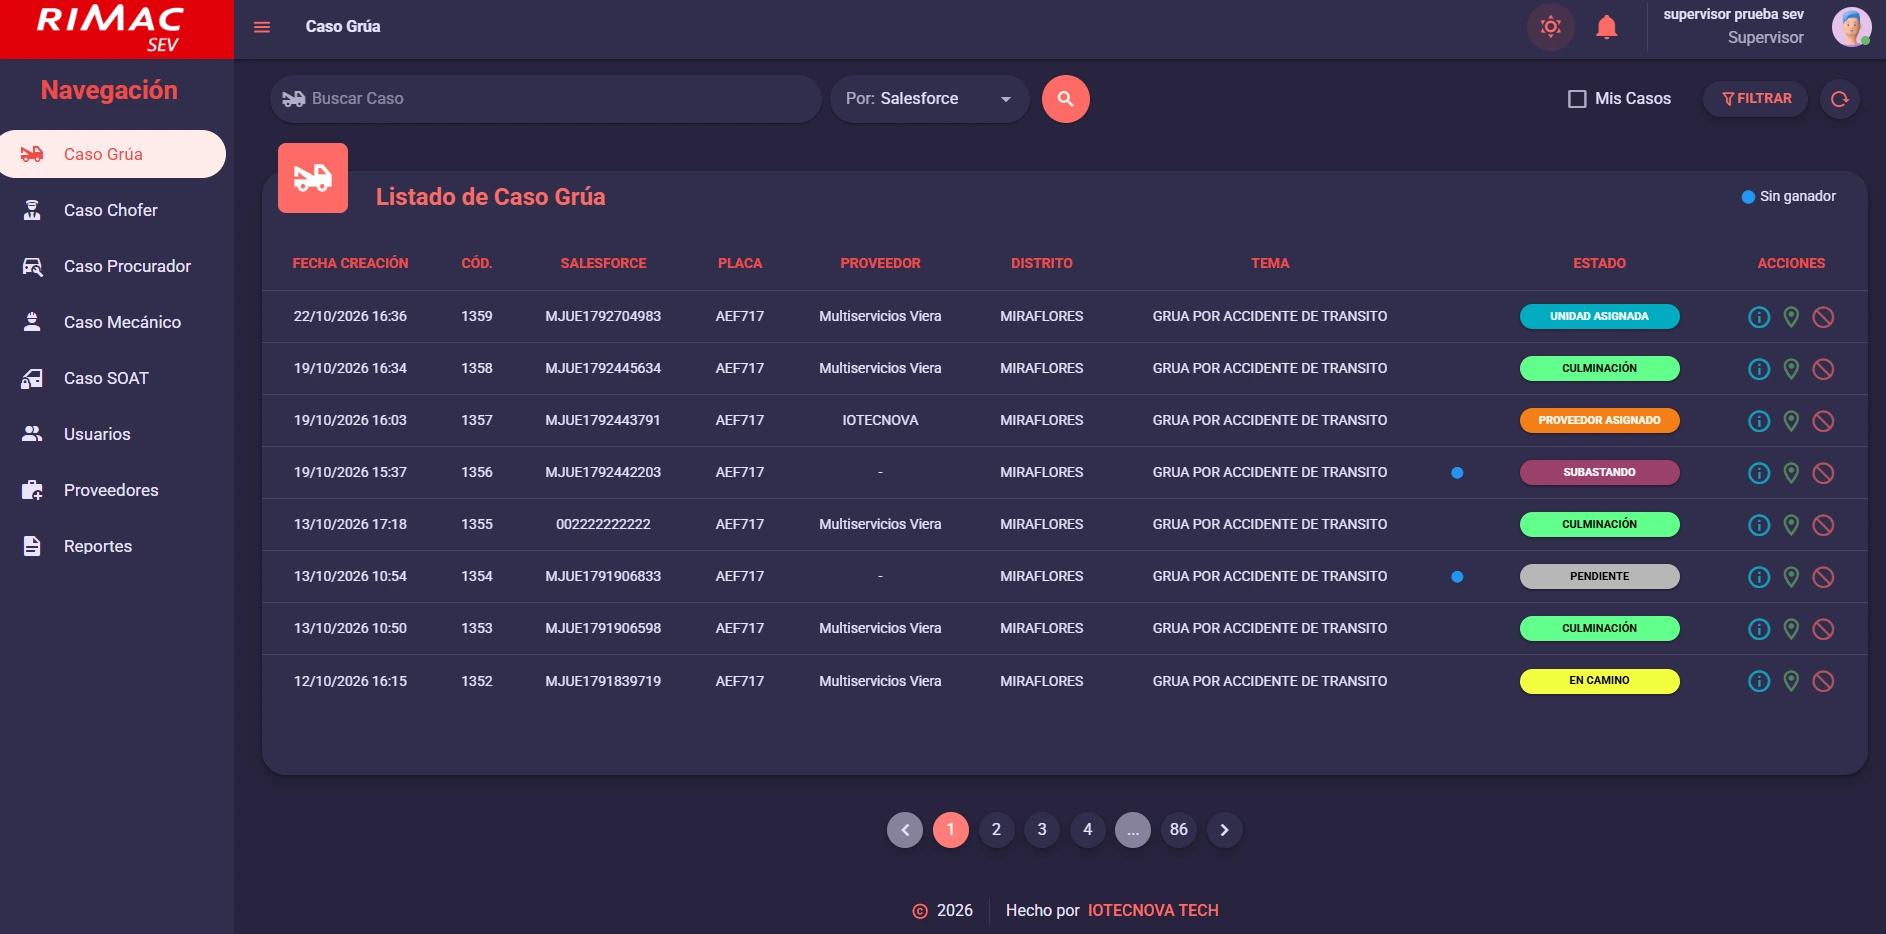 RIMAC
SEV
Caso Grúa
supervisor prueba sev
Supervisor
Navegación
Caso Grúa
Caso Chofer
Caso Procurador
Caso Mecánico
Caso SOAT
Usuarios
Proveedores
Reportes
Buscar Caso
Por: Salesforce
Mis Casos
FILTRAR
Listado de Caso Grúa
Sin ganador
FECHA CREACIÓN CÓD. SALESFORCE PLACA PROVEEDOR DISTRITO TEMA ESTADO ACCIONES
22/10/2026 16:36 1359 MJUE1792704983 AEF717 Multiservicios Viera MIRAFLORES GRUA POR ACCIDENTE DE TRANSITO UNIDAD ASIGNADA
19/10/2026 16:34 1358 MJUE1792445634 AEF717 Multiservicios Viera MIRAFLORES GRUA POR ACCIDENTE DE TRANSITO CULMINACIÓN
19/10/2026 16:03 1357 MJUE1792443791 AEF717 IOTECNOVA MIRAFLORES GRUA POR ACCIDENTE DE TRANSITO PROVEEDOR ASIGNADO
19/10/2026 15:37 1356 MJUE1792442203 AEF717 - MIRAFLORES GRUA POR ACCIDENTE DE TRANSITO SUBASTANDO
13/10/2026 17:18 1355 002222222222 AEF717 Multiservicios Viera MIRAFLORES GRUA POR ACCIDENTE DE TRANSITO CULMINACIÓN
13/10/2026 10:54 1354 MJUE1791906833 AEF717 - MIRAFLORES GRUA POR ACCIDENTE DE TRANSITO PENDIENTE
13/10/2026 10:50 1353 MJUE1791906598 AEF717 Multiservicios Viera MIRAFLORES GRUA POR ACCIDENTE DE TRANSITO CULMINACIÓN
12/10/2026 16:15 1352 MJUE1791839719 AEF717 Multiservicios Viera MIRAFLORES GRUA POR ACCIDENTE DE TRANSITO EN CAMINO
1 2 3 4 ... 86
© 2026 Hecho por IOTECNOVA TECH